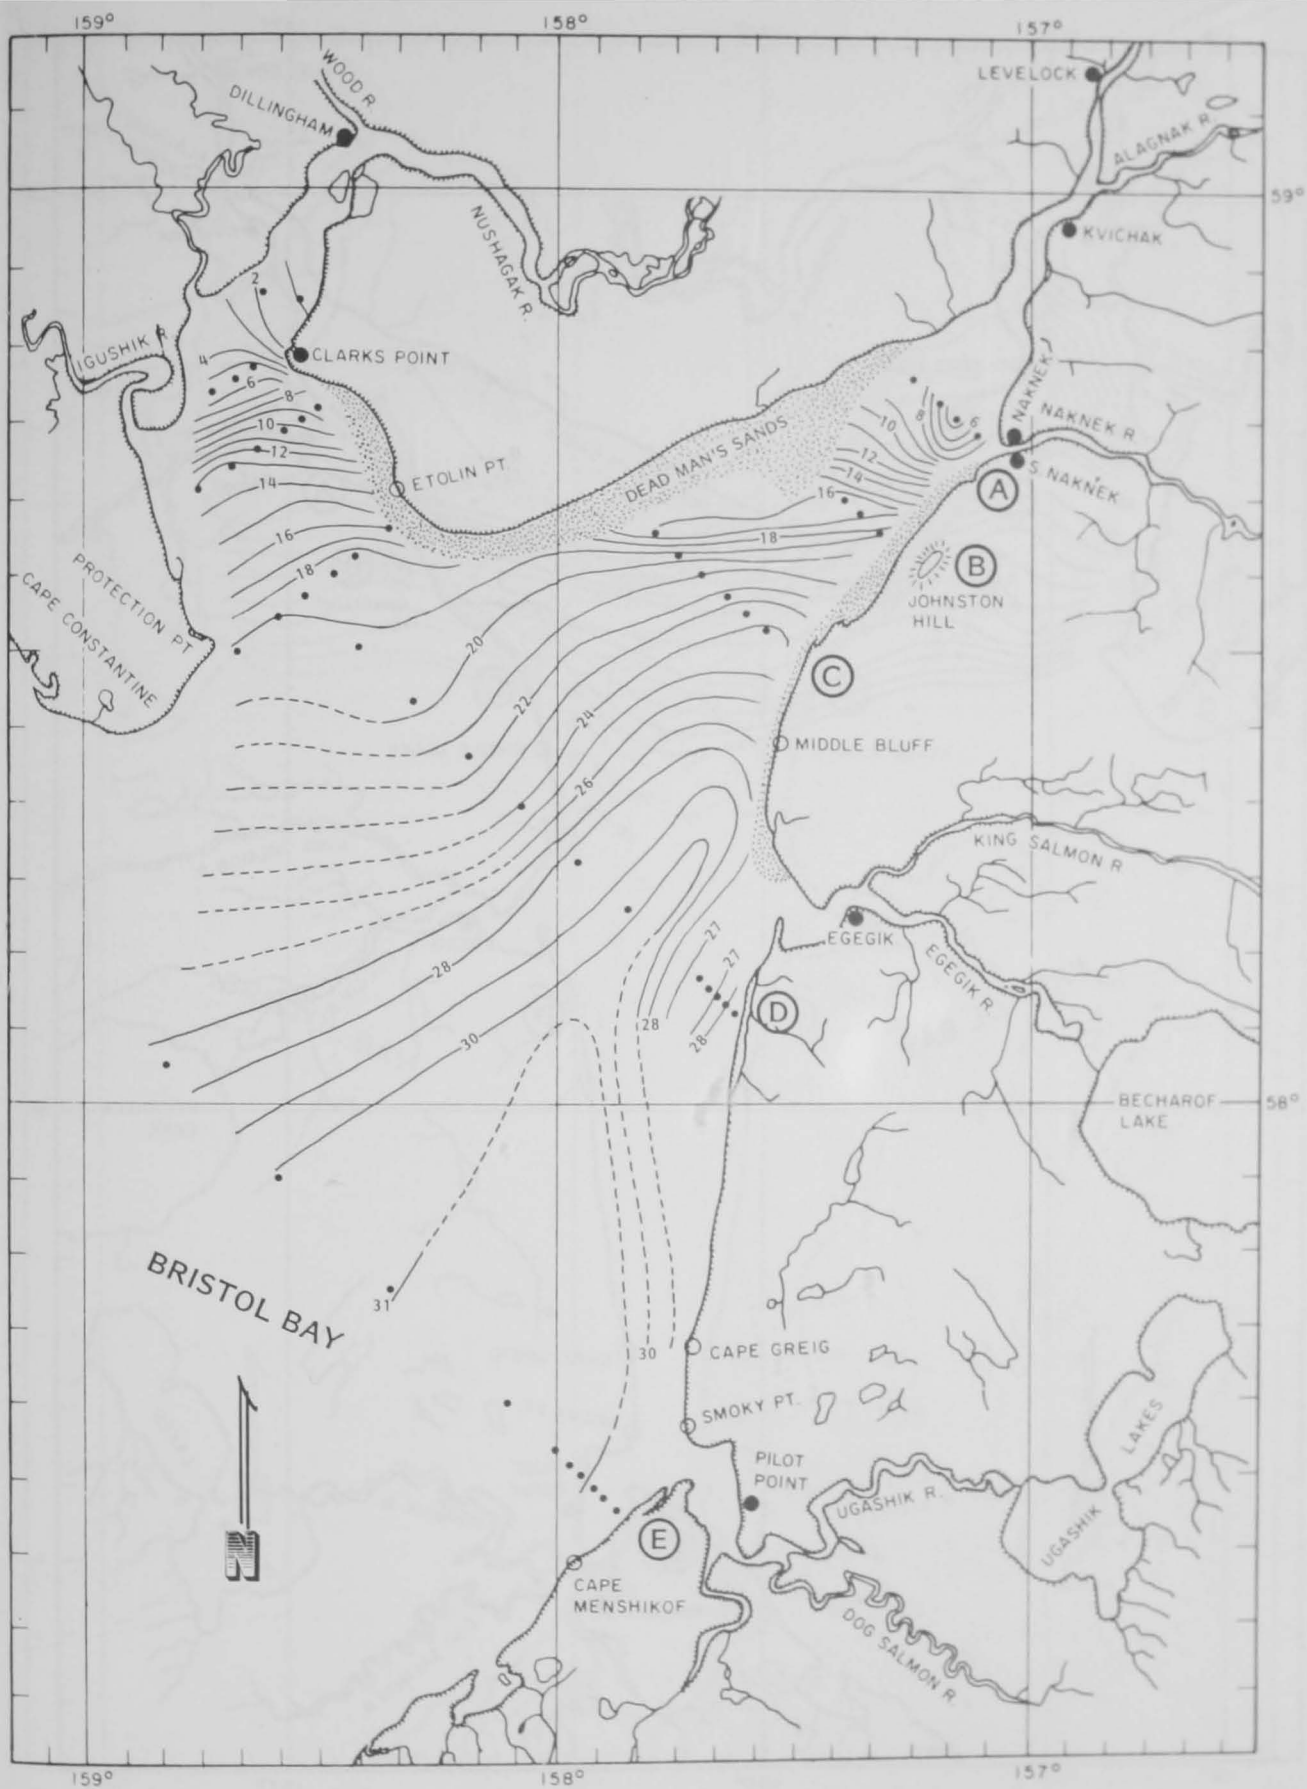 159°
158°
157°
WOOD R.
LEVELOCK
DILLINGHAM
ALAGNAK R.
59°
NUSHAGAK R.
KVICHAK
2
IGUSHIK R.
4
CLARKS POINT
6
8
10
12
14
16
18
ETOLIN PT.
DEAD MAN'S SANDS
10
8
6
12
14
16
18
NAKNEK
NAKNEK R.
S. NAKNEK
A
B
JOHNSTON
HILL
PROTECTION PT.
CAPE CONSTANTINE
20
22
24
26
C
MIDDLE BLUFF
KING SALMON R.
EGEGIK
EGEGIK R.
27
27
28
28
28
30
D
BECHAROF
LAKE
58°
BRISTOL BAY
31
30
CAPE GREIG
SMOKY PT.
PILOT
POINT
UGASHIK R.
UGASHIK
LAKES
N
E
CAPE
MENSHIKOF
DOG SALMON R.
159°
158°
157°